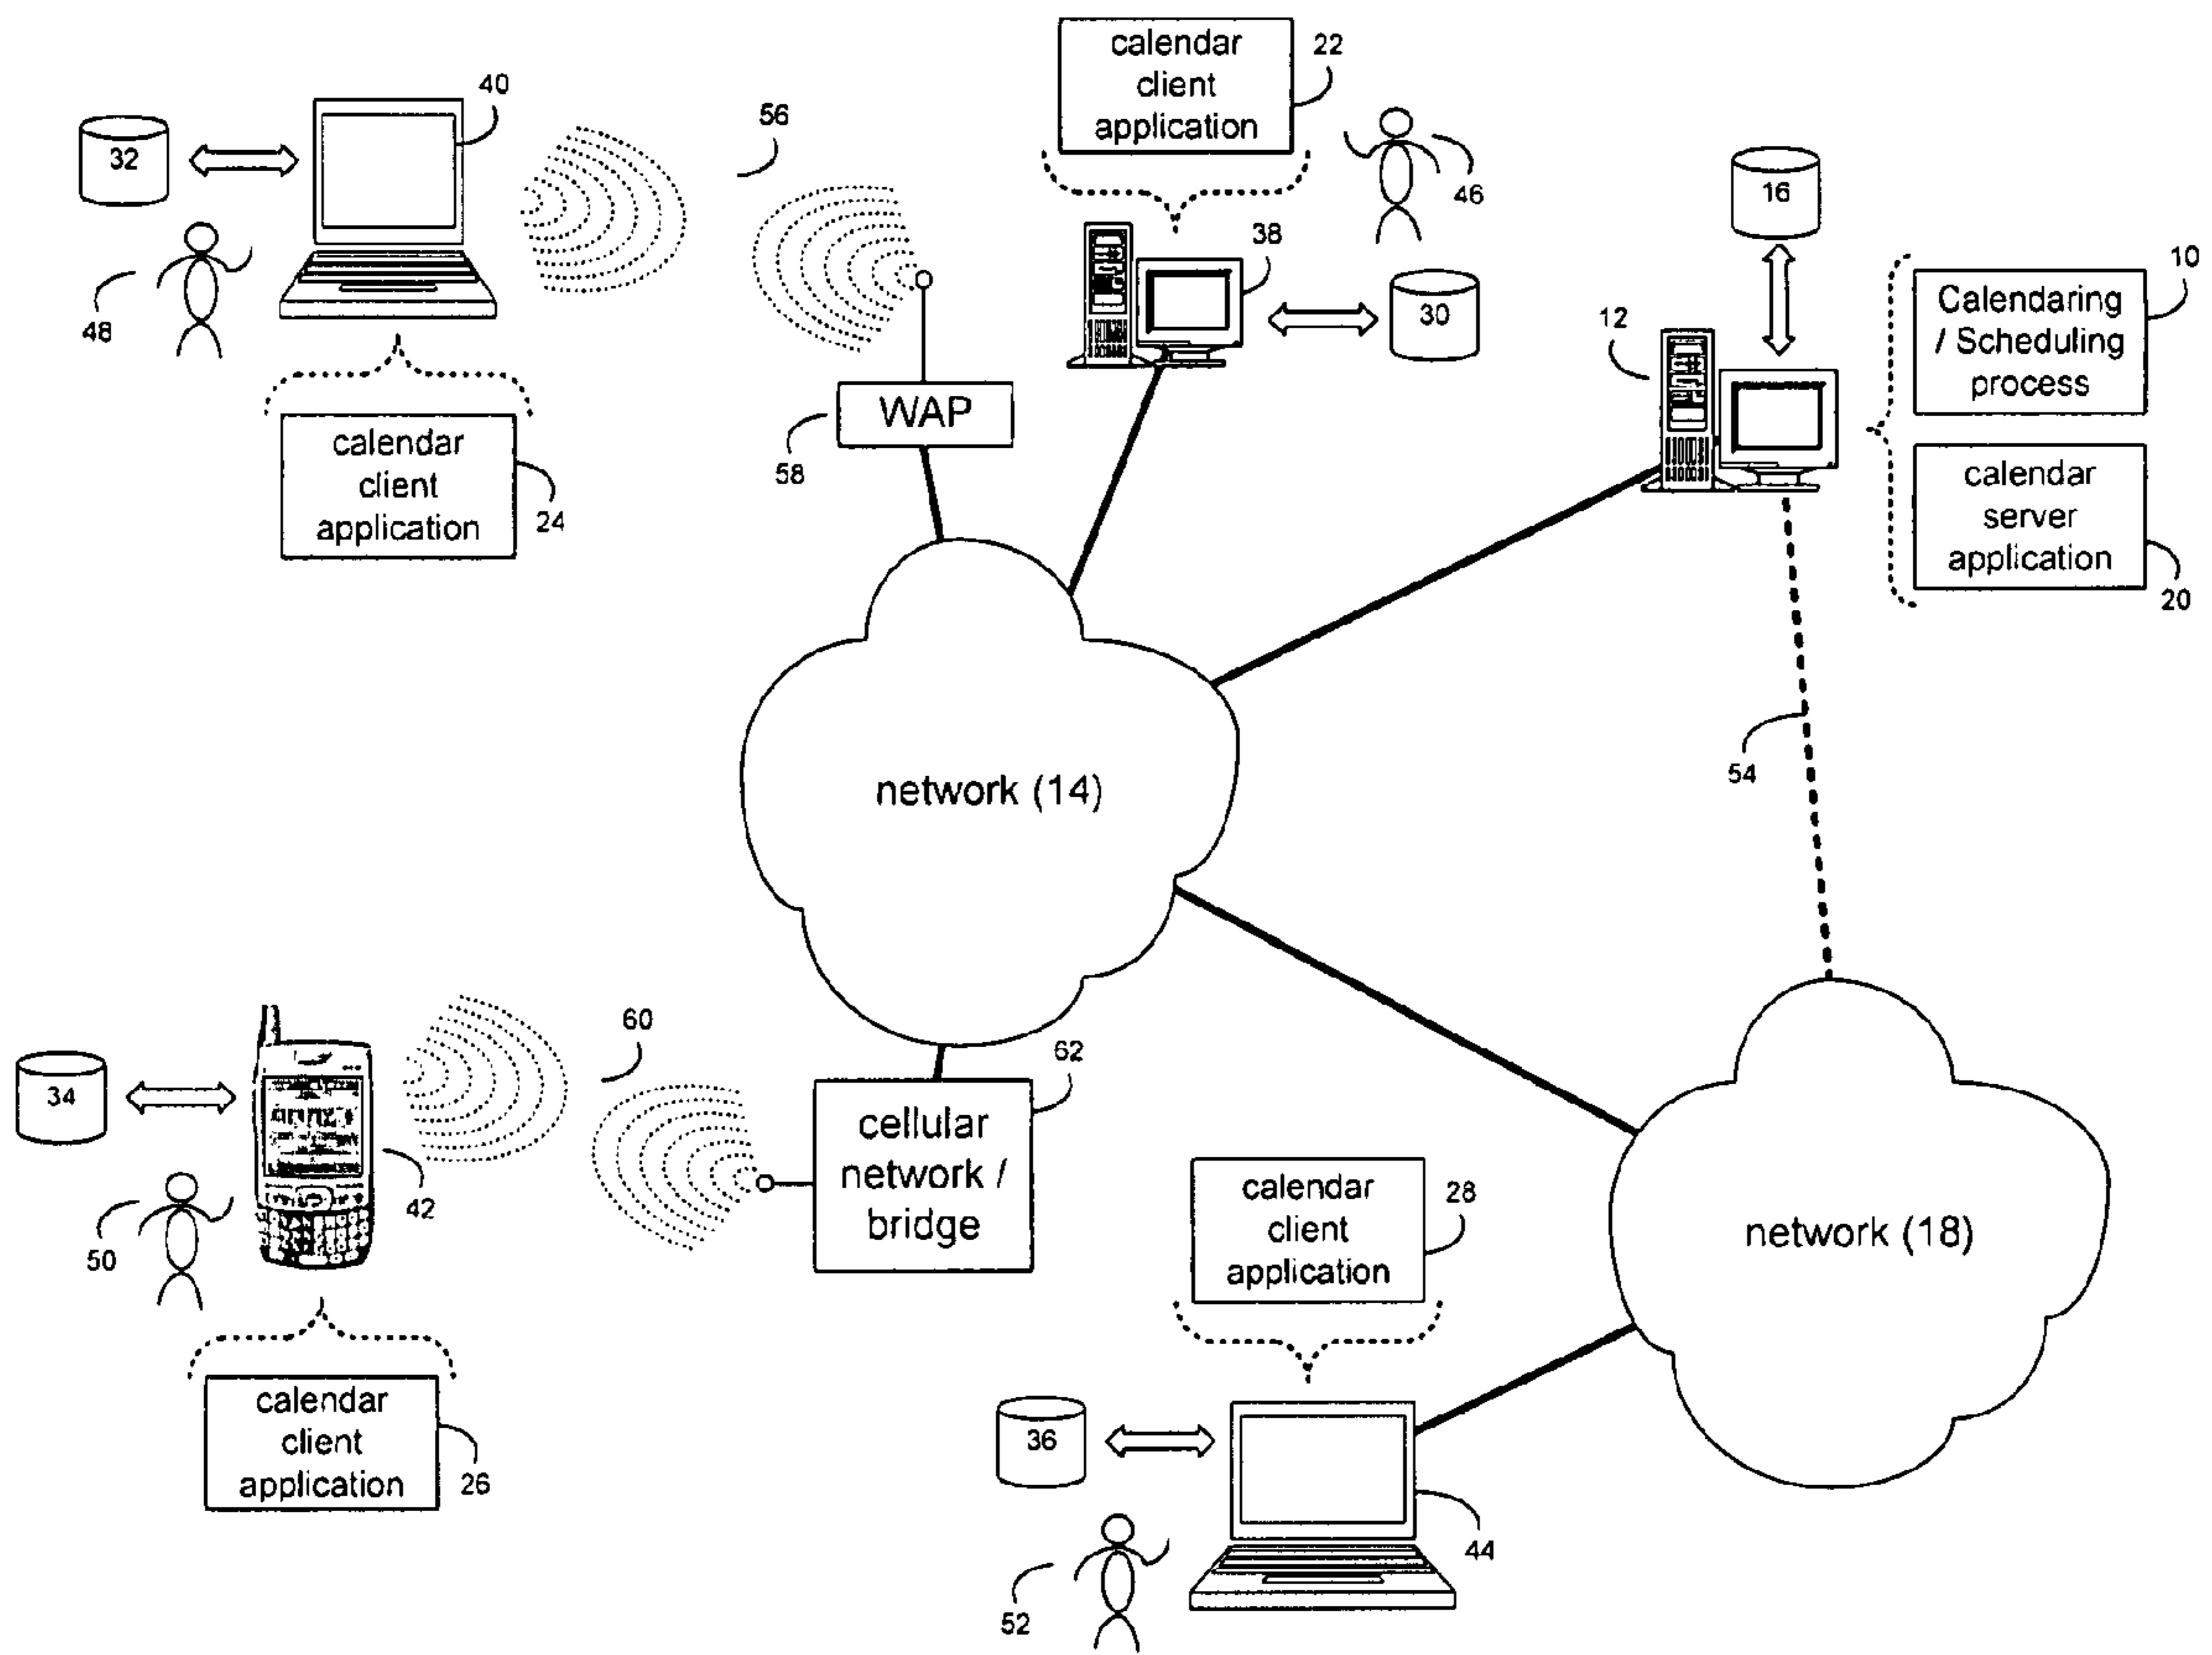 calendar
client
application
22
40
56
32
46
16
48
38
30
10
Calendaring
/ Scheduling
process
12
WAP
58
calendar
client
application
24
calendar
server
application
20
network (14)
54
60
62
34
42
50
cellular
network /
bridge
calendar
client
application
28
network (18)
calendar
client
application
26
36
44
52